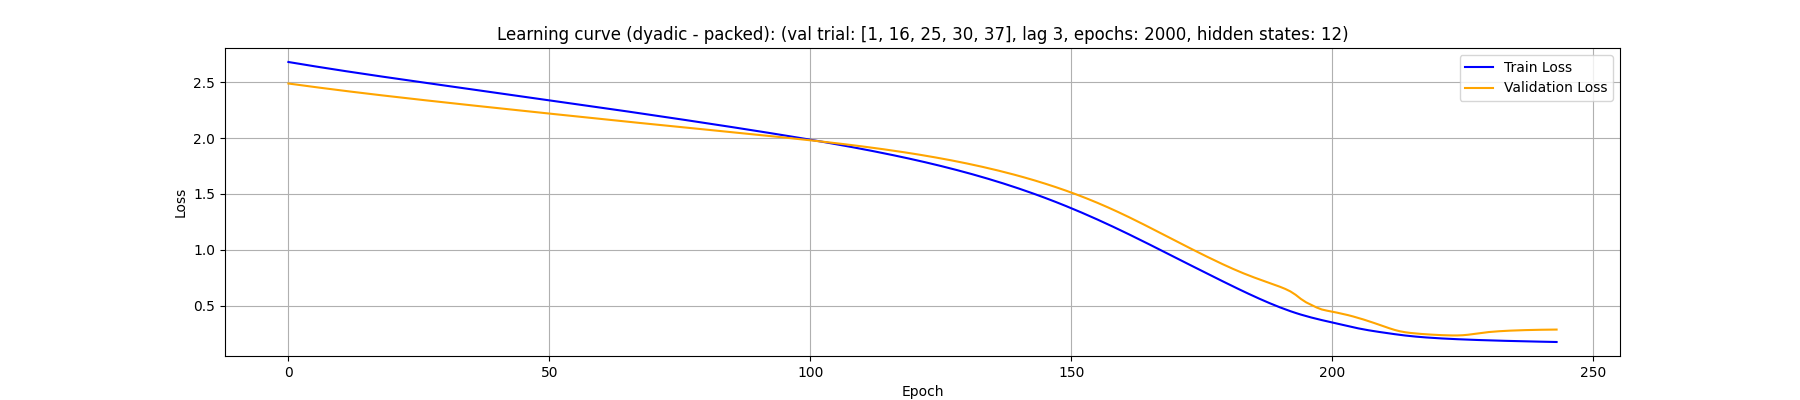 Learning curve (dyadic - packed): (val trial: [1, 16, 25, 30, 37], lag 3, epochs: 2000, hidden states: 12)
Train Loss
Validation Loss
2.5
2.0
1.5
1.0
0.5
Loss
0 50 100 150 200 250
Epoch